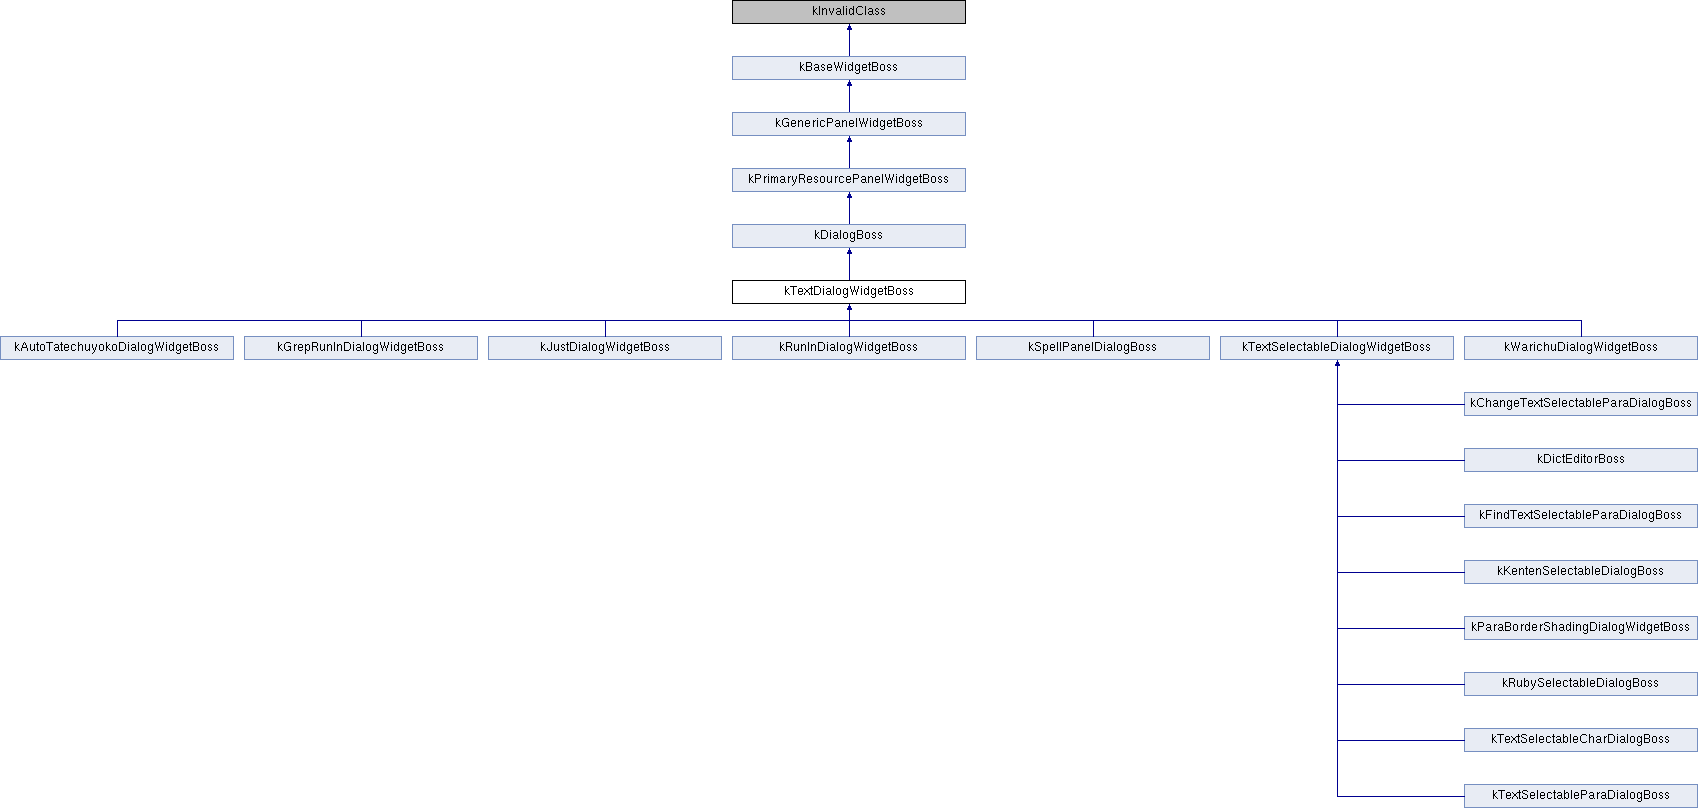 kInvalidClass
kBaseWidgetBoss
kGenericPanelWidgetBoss
kPrimaryResourcePanelWidgetBoss
kDialogBoss
kTextDialogWidgetBoss
kAutoTatechuyokoDialogWidgetBoss
kGrepRunInDialogWidgetBoss
kJustDialogWidgetBoss
kRunInDialogWidgetBoss
kSpellPanelDialogBoss
kTextSelectableDialogWidgetBoss
kWarichuDialogWidgetBoss
kChangeTextSelectableParaDialogBoss
kDictEditorBoss
kFindTextSelectableParaDialogBoss
kKentenSelectableDialogBoss
kParaBorderShadingDialogWidgetBoss
kRubySelectableDialogBoss
kTextSelectableCharDialogBoss
kTextSelectableParaDialogBoss